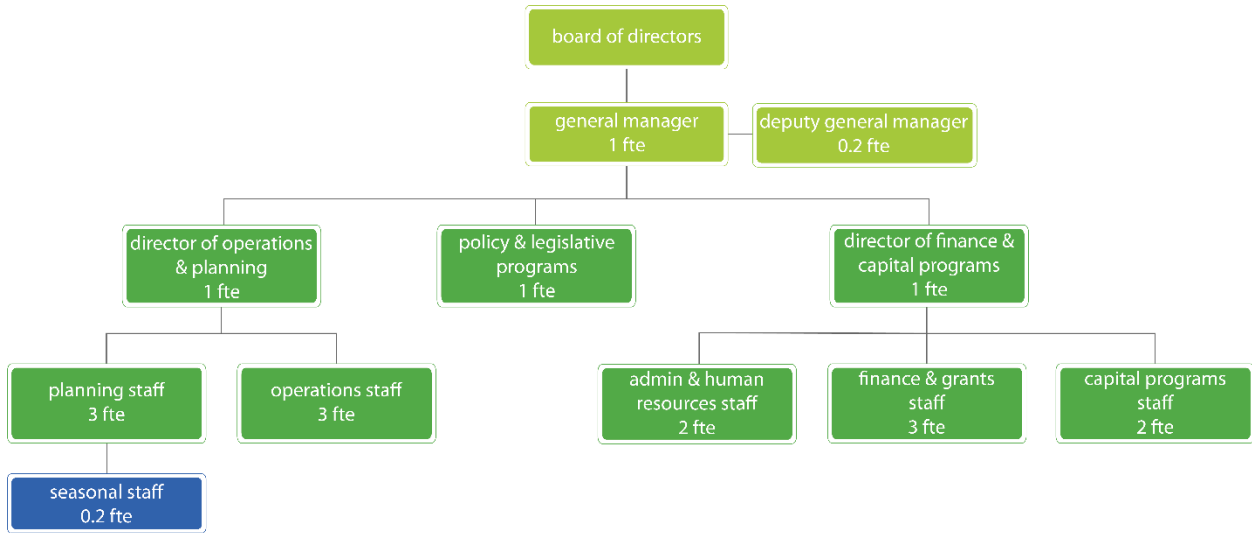 board of directors
general manager
1 fte
deputy general manager
0.2 fte
director of operations
& planning
1 fte
policy & legislative
programs
1 fte
director of finance &
capital programs
1 fte
planning staff
3 fte
operations staff
3 fte
admin & human
resources staff
2 fte
finance & grants
staff
3 fte
capital programs
staff
2 fte
seasonal staff
0.2 fte